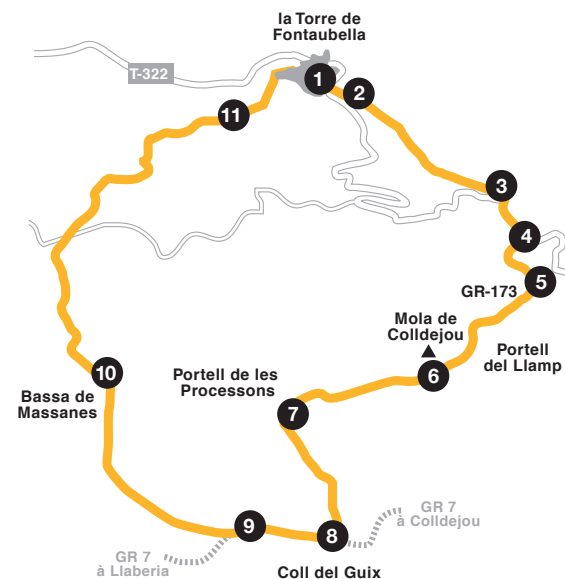 la Torre de
Fontaubella
T-322
1
2
11
3
4
5
GR-173
Mola de
Colldejou
Portell
del Llamp
6
10
Portell de les
Processons
Bassa de
Massanes
7
9
8
GR 7
à Colldejou
GR 7
à Llaberia
Coll del Guix